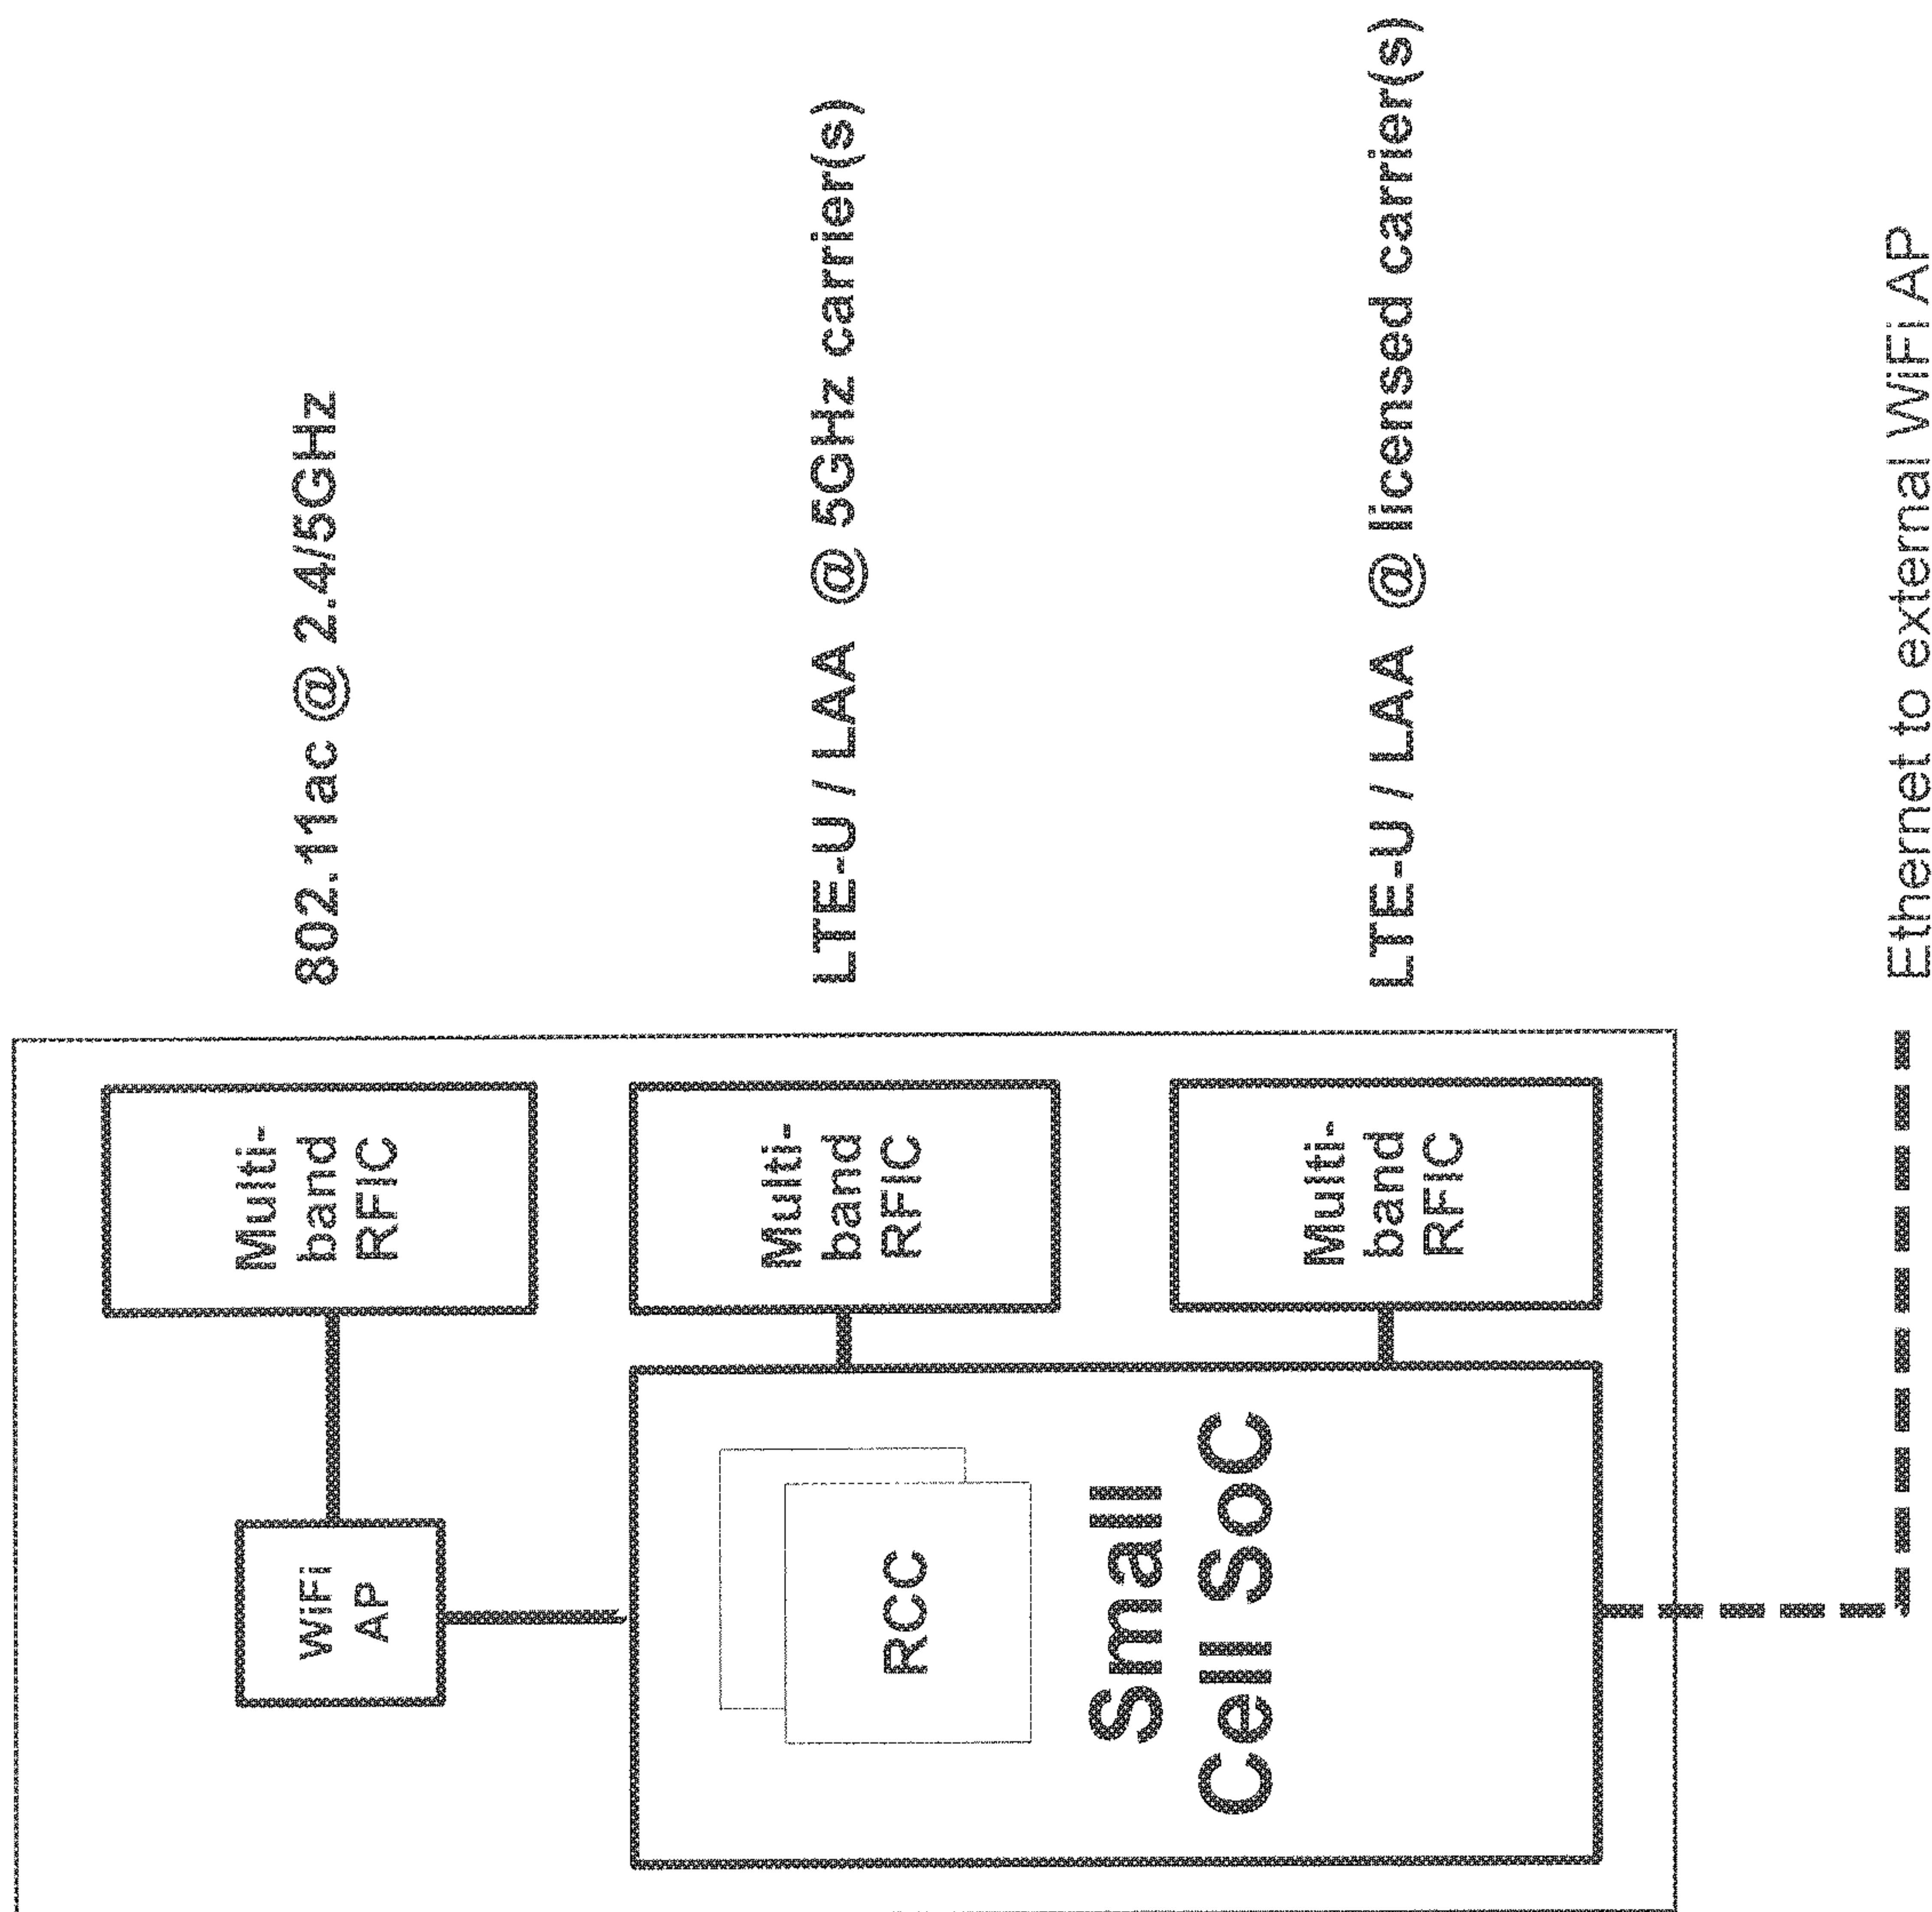 802.11ac @ 2.4/5GHz
Multi-
band
RFIC
WiFi
AP
LTE-U / LAA @ 5GHz carrier(s)
Multi-
band
RFIC
RCC
Small
Cell SoC
LTE-U / LAA @ licensed carrier(s)
Multi-
band
RFIC
Ethernet to external WiFi AP